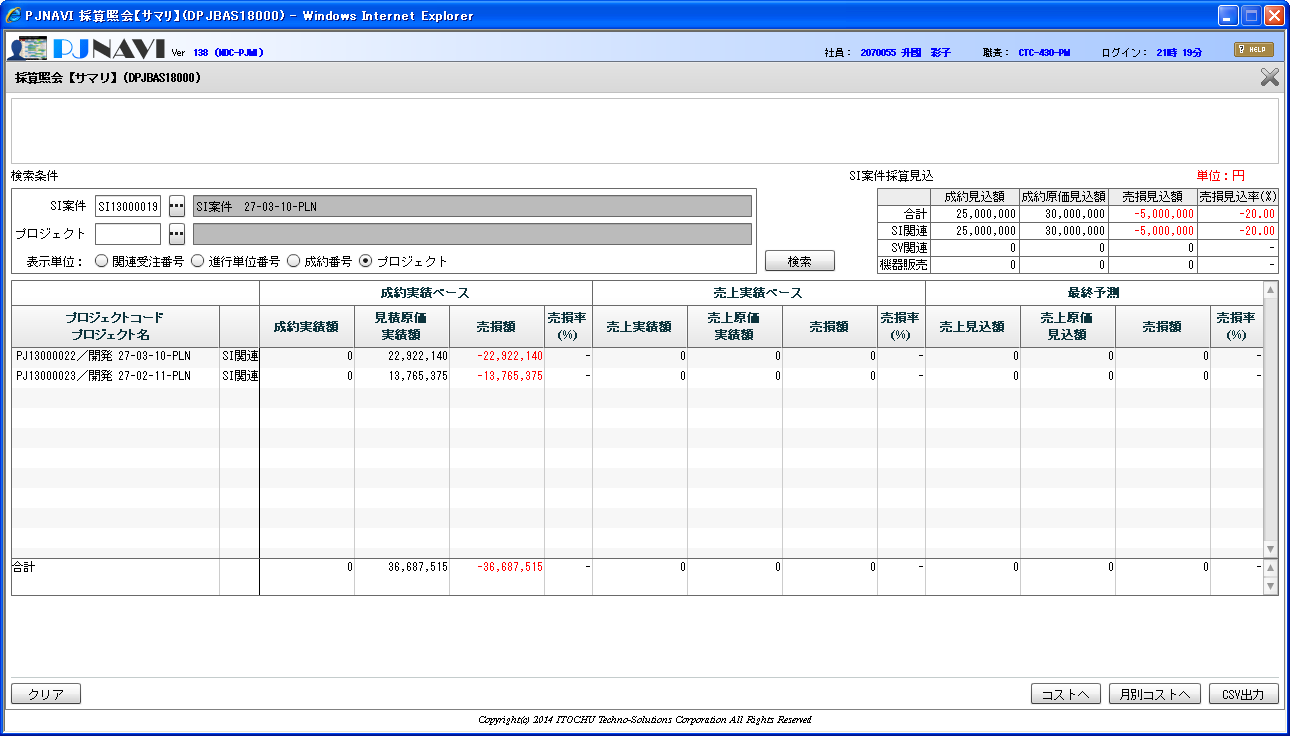 PJNAVI 採算照会【サマリ】(DPJBAS18000) - Windows Internet Explorer
PJNAVI Ver 138 (NDC-PJMI) 社員： 2070055 升國 彩子 職責： CTC-430-PM ログイン： 21時 19分 ? HELP
採算照会【サマリ】(DPJBAS18000)
検索条件 SI案件採算見込 単位：円
成約見込額 成約原価見込額 売損見込額 売損見込率(%)
合計 25,000,000 30,000,000 -5,000,000 -20.00
SI関連 25,000,000 30,000,000 -5,000,000 -20.00
SV関連 0 0 0 -
機器販売 0 0 0 -
SI案件 SI13000019 ... SI案件 27-03-10-PLN
プロジェクト ...
表示単位： 関連受注番号 進行単位番号 成約番号 プロジェクト 検索
成約実績ベース 売上実績ベース 最終予測
プロジェクトコード プロジェクト名 成約実績額 見積原価実績額 売損額 売損率(%) 売上実績額 売上原価実績額 売損額 売損率(%) 売上見込額 売上原価見込額 売損額 売損率(%)
PJ13000022／開発 27-03-10-PLN SI関連 0 22,922,140 -22,922,140 - 0 0 0 - 0 0 0 -
PJ13000023／開発 27-02-11-PLN SI関連 0 13,765,375 -13,765,375 - 0 0 0 - 0 0 0 -
合計 0 36,687,515 -36,687,515 - 0 0 0 - 0 0 0 -
クリア コストへ 月別コストへ CSV出力
Copyright(c) 2014 ITOCHU Techno-Solutions Corporation All Rights Reserved